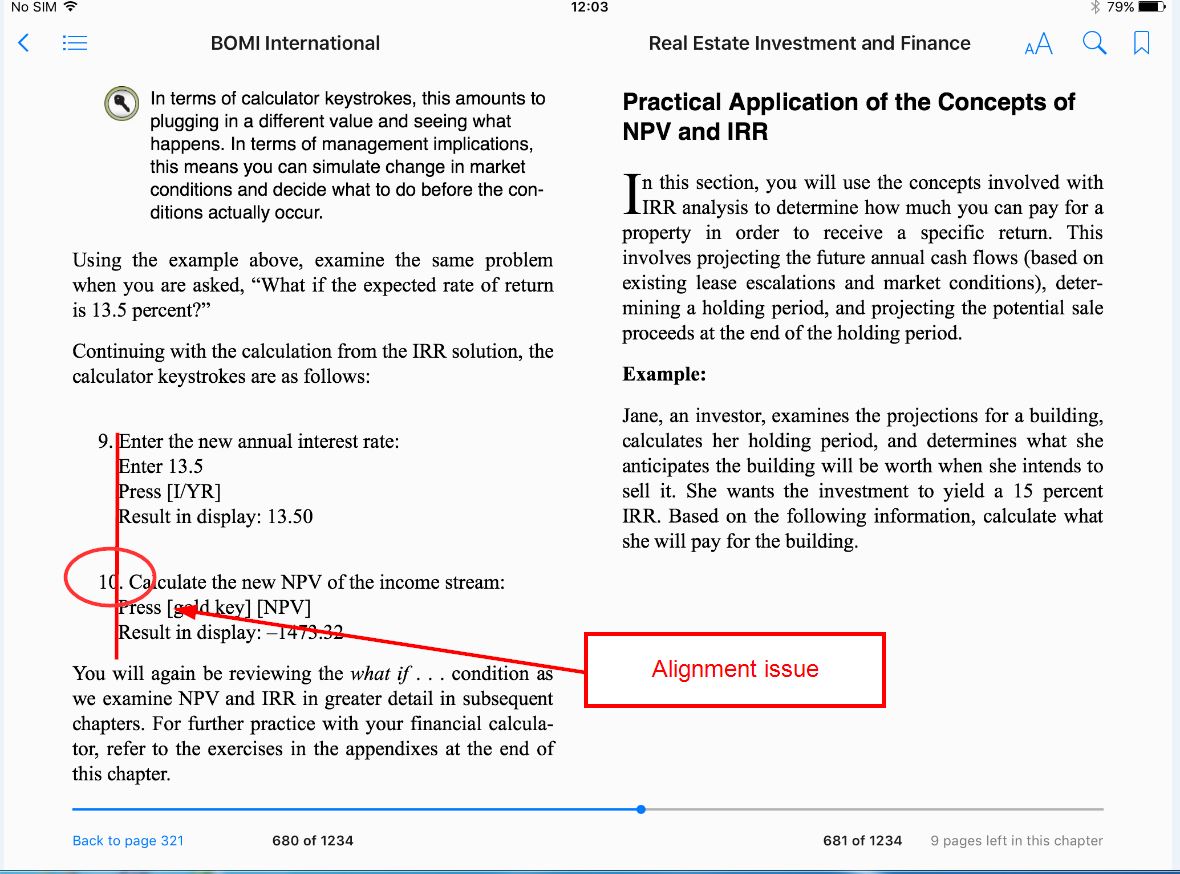 No SIM
12:03
79%
BOMI International
Real Estate Investment and Finance
AA
In terms of calculator keystrokes, this amounts to
plugging in a different value and seeing what
happens. In terms of management implications,
this means you can simulate change in market
conditions and decide what to do before the con-
ditions actually occur.
Using the example above, examine the same problem
when you are asked, “What if the expected rate of return
is 13.5 percent?”
Continuing with the calculation from the IRR solution, the
calculator keystrokes are as follows:
9. Enter the new annual interest rate:
Enter 13.5
Press [I/YR]
Result in display: 13.50
10. Calculate the new NPV of the income stream:
Press [gold key] [NPV]
Result in display: –1473.32
You will again be reviewing the what if . . . condition as
we examine NPV and IRR in greater detail in subsequent
chapters. For further practice with your financial calcula-
tor, refer to the exercises in the appendixes at the end of
this chapter.
Practical Application of the Concepts of
NPV and IRR
In this section, you will use the concepts involved with
IRR analysis to determine how much you can pay for a
property in order to receive a specific return. This
involves projecting the future annual cash flows (based on
existing lease escalations and market conditions), deter-
mining a holding period, and projecting the potential sale
proceeds at the end of the holding period.
Example:
Jane, an investor, examines the projections for a building,
calculates her holding period, and determines what she
anticipates the building will be worth when she intends to
sell it. She wants the investment to yield a 15 percent
IRR. Based on the following information, calculate what
she will pay for the building.
Alignment issue
Back to page 321
680 of 1234
681 of 1234
9 pages left in this chapter